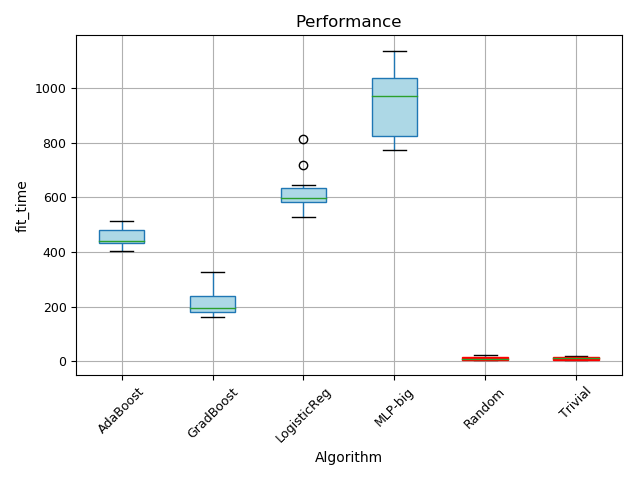 Performance
fit_time
1000
800
600
400
200
0
AdaBoost
GradBoost
LogisticReg
MLP-big
Random
Trivial
Algorithm